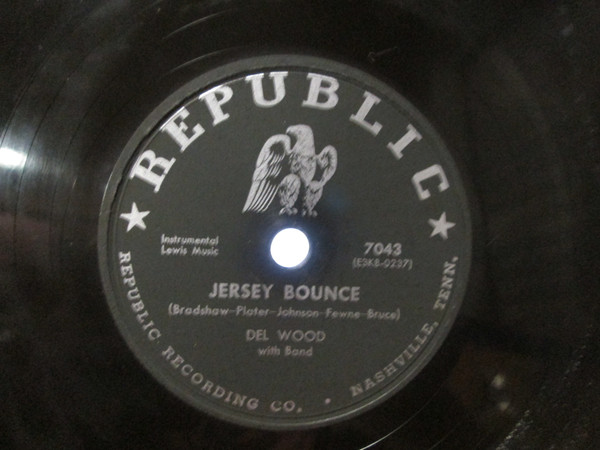 REPUBLIC
Instrumental
Lewis Music
7043
(E3KB-0237)
JERSEY BOUNCE
(Bradshaw-Plater-Johnson-Fewne-Bruce)
DEL WOOD
with Band
REPUBLIC RECORDING CO. • NASHVILLE, TENN.